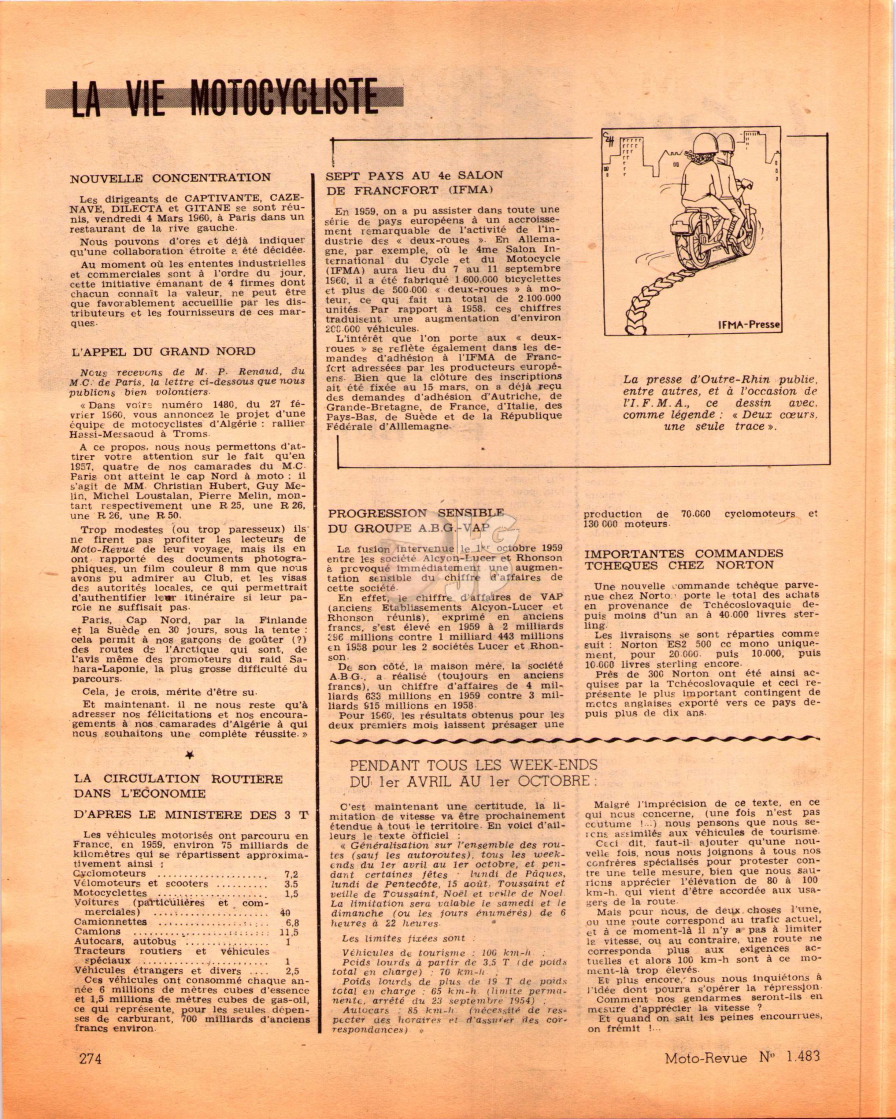 LA VIE MOTOCYCLISTE
NOUVELLE CONCENTRATION
Les dirigeants de CAPTIVANTE, CAZE-
NAVE, DILECTA et GITANE se sont réu-
nis, vendredi 4 Mars 1960, à Paris dans un
restaurant de la rive gauche.
Nous pouvons d'ores et déjà indiquer
qu'une collaboration étroite a été décidée.
Au moment où les ententes industrielles
et commerciales sont à l'ordre du jour,
cette initiative émanant de 4 firmes dont
chacun connaît la valeur, ne peut être
que favorablement accueillie par les dis-
tributeurs et les fournisseurs de ces mar-
ques.
L'APPEL DU GRAND NORD
Nous recevons de M. P. Renaud, du
M.C. de Paris, la lettre ci-dessous que nous
publions bien volontiers.
« Dans votre numéro 1480, du 27 fé-
vrier 1960, vous annoncez le projet d'une
équipe de motocyclistes d'Algérie : rallier
Hassi-Messaoud à Troms.
A ce propos, nous nous permettons d'at-
tirer votre attention sur le fait qu'en
1957, quatre de nos camarades du M.C.
Paris ont atteint le cap Nord à moto : il
s'agit de MM. Christian Hubert, Guy Me-
lin, Michel Loustalan, Pierre Melin, mon-
tant respectivement une R 25, une R 26,
une R 26, une R 50.
Trop modestes (ou trop paresseux) ils
ne firent pas profiter les lecteurs de
Moto-Revue de leur voyage, mais ils en
ont rapporté des documents photogra-
phiques, un film couleur 8 mm que nous
avons pu admirer au Club, et les visas
des autorités locales, ce qui permettrait
d'authentifier leur itinéraire si leur pa-
role ne suffisait pas.
Paris, Cap Nord, par la Finlande
et la Suède en 30 jours, sous la tente :
cela permit à nos garçons de goûter (?)
des routes de l'Arctique qui sont, de
l'avis même des promoteurs du raid Sa-
hara-Laponie, la plus grosse difficulté du
parcours.
Cela, je crois, mérite d'être su.
Et maintenant, il ne nous reste qu'à
adresser nos félicitations et nos encoura-
gements à nos camarades d'Algérie à qui
nous souhaitons une complète réussite. »
LA CIRCULATION ROUTIERE
DANS L'ECONOMIE
D'APRES LE MINISTERE DES 3 T
Les véhicules motorisés ont parcouru en
France, en 1959, environ 75 milliards de
kilomètres qui se répartissent approxima-
tivement ainsi :
Cyclomoteurs ..................... 7,2
Vélomoteurs et scooters ............ 3.5
Motocyclettes ..................... 1,5
Voitures (particulières et com-
merciales) ..................... 40
Camionnettes ..................... 6,8
Camions ..................... 11,5
Autocars, autobus ............... 1
Tracteurs routiers et véhicules
spéciaux ..................... 1
Véhicules étrangers et divers .... 2,5
Ces véhicules ont consommé chaque an-
née 6 millions de mètres cubes d'essence
et 1,5 millions de mètres cubes de gas-oil,
ce qui représente, pour les seules dépen-
ses de carburant, 700 milliards d'anciens
francs environ.
SEPT PAYS AU 4e SALON
DE FRANCFORT (IFMA)
En 1959, on a pu assister dans toute une
série de pays européens à un accroisse-
ment remarquable de l'activité de l'in-
dustrie des « deux-roues ». En Allema-
gne, par exemple, où le 4me Salon In-
ternational du Cycle et du Motocycle
(IFMA) aura lieu du 7 au 11 septembre
1960, il a été fabriqué 1 600.000 bicyclettes
et plus de 500.000 « deux-roues » à mo-
teur, ce qui fait un total de 2 100 000
unités. Par rapport à 1958, ces chiffres
traduisent une augmentation d'environ
200.000 véhicules.
L'intérêt que l'on porte aux « deux-
roues » se reflète également dans les de-
mandes d'adhésion à l'IFMA de Franc-
fort adressées par les producteurs europé-
ens. Bien que la clôture des inscriptions
ait été fixée au 15 mars, on a déjà reçu
des demandes d'adhésion d'Autriche, de
Grande-Bretagne, de France, d'Italie, des
Pays-Bas, de Suède et de la République
Fédérale d'Alllemagne.
IFMA-Presse
La presse d'Outre-Rhin publie,
entre autres, et à l'occasion de
l'I.F.M.A., ce dessin avec,
comme légende : « Deux cœurs,
une seule trace ».
PROGRESSION SENSIBLE
DU GROUPE A.B.G.-VAP
La fusion intervenue le 1er octobre 1959
entre les société Alcyon-Lucer et Rhonson
a provoqué immédiatement une augmen-
tation sensible du chiffre d'affaires de
cette société.
En effet, le chiffre d'affaires de VAP
(anciens Etablissements Alcyon-Lucer et
Rhonson réunis), exprimé en anciens
francs, s'est élevé en 1959 à 2 milliards
296 millions contre 1 milliard 443 millions
en 1958 pour les 2 sociétés Lucer et Rhon-
son.
De son côté, la maison mère, la société
A.B.G., a réalisé (toujours en anciens
francs), un chiffre d'affaires de 4 mil-
liards 633 millions en 1959 contre 3 mil-
liards 915 millions en 1958.
Pour 1560, les résultats obtenus pour les
deux premiers mois laissent présager une
production de 70.000 cyclomoteurs et
130 000 moteurs.
IMPORTANTES COMMANDES
TCHEQUES CHEZ NORTON
Une nouvelle commande tchèque parve-
nue chez Norton porte le total des achats
en provenance de Tchécoslovaquie de-
puis moins d'un an à 40.000 livres ster-
ling.
Les livraisons se sont réparties comme
suit : Norton ES2 500 cc mono unique-
ment, pour 20.000, puis 10.000, puis
10.000 livres sterling encore.
Près de 300 Norton ont été ainsi ac-
quises par la Tchécoslovaquie et ceci re-
présente le plus important contingent de
motos anglaises exporté vers ce pays de-
puis plus de dix ans.
PENDANT TOUS LES WEEK-ENDS
DU 1er AVRIL AU 1er OCTOBRE :
C'est maintenant une certitude, la li-
mitation de vitesse va être prochainement
étendue à tout le territoire. En voici d'ail-
leurs le texte officiel :
« Généralisation sur l'ensemble des rou-
tes (sauf les autoroutes), tous les week-
ends du 1er avril au 1er octobre, et pen-
dant certaines fêtes : lundi de Pâques,
lundi de Pentecôte, 15 août, Toussaint et
veille de Toussaint, Noël et veille de Noel.
La limitation sera valable le samedi et le
dimanche (ou les jours énumérés) de 6
heures à 22 heures.
Les limites fixées sont :
Véhicules de tourisme : 100 km-h.
Poids lourds à partir de 3.5 T (de poids
total en charge) : 70 km-h.
Poids lourds de plus de 19 T de poids
total en charge : 65 km-h. (limite perma-
nente, arrêté du 23 septembre 1954) ;
Autocars : 85 km-h (nécessité de res-
pecter des horaires et d'assurer des cor-
respondances) »
Malgré l'imprécision de ce texte, en ce
qui nous concerne, (une fois n'est pas
coutume !...) nous pensons que nous se-
rons assimilés aux véhicules de tourisme.
Ceci dit, faut-il ajouter qu'une nou-
velle fois, nous nous joignons à tous nos
confrères spécialisés pour protester con-
tre une telle mesure, bien que nous sau-
rions apprécier l'élévation de 80 à 100
km-h. qui vient d'être accordée aux usa-
gers de la route.
Mais pour nous, de deux choses l'une,
ou une route correspond au trafic actuel,
et à ce moment-là il n'y a pas à limiter
la vitesse, ou au contraire, une route ne
corresponda plus aux exigences ac-
tuelles et alors 100 km-h sont à ce mo-
ment-là trop élevés.
Et plus encore, nous nous inquiétons à
l'idée dont pourra s'opérer la répression.
Comment nos gendarmes seront-ils en
mesure d'apprécier la vitesse ?
Et quand on sait les peines encourrues,
on frémit !...
274
Moto-Revue N° 1.483